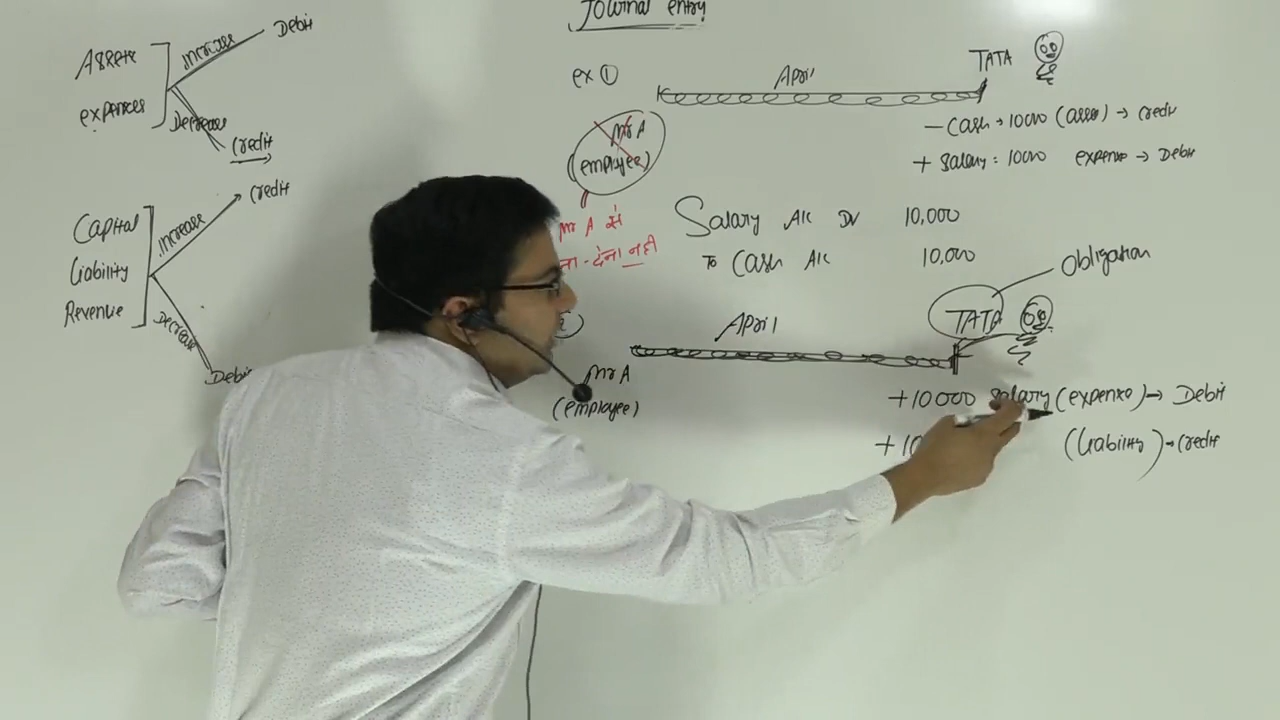 Journal entry
Assets
expenses
increase
Debit
Decrease
Credit
Capital
liability
Revenue
increase
Credit
Decrease
Debit
ex ①
April
TATA
Mr A
(employee)
- Cash → 10000 (asset) → credit
+ Salary: 1000 expense → Debit
Mr A से
देना नही
Salary A/c Dr 10,000
To Cash A/c 10,000
obligation
April
TATA
Mr A
(employee)
+10000 salary (expense) → Debit
+10
(liability) → credit